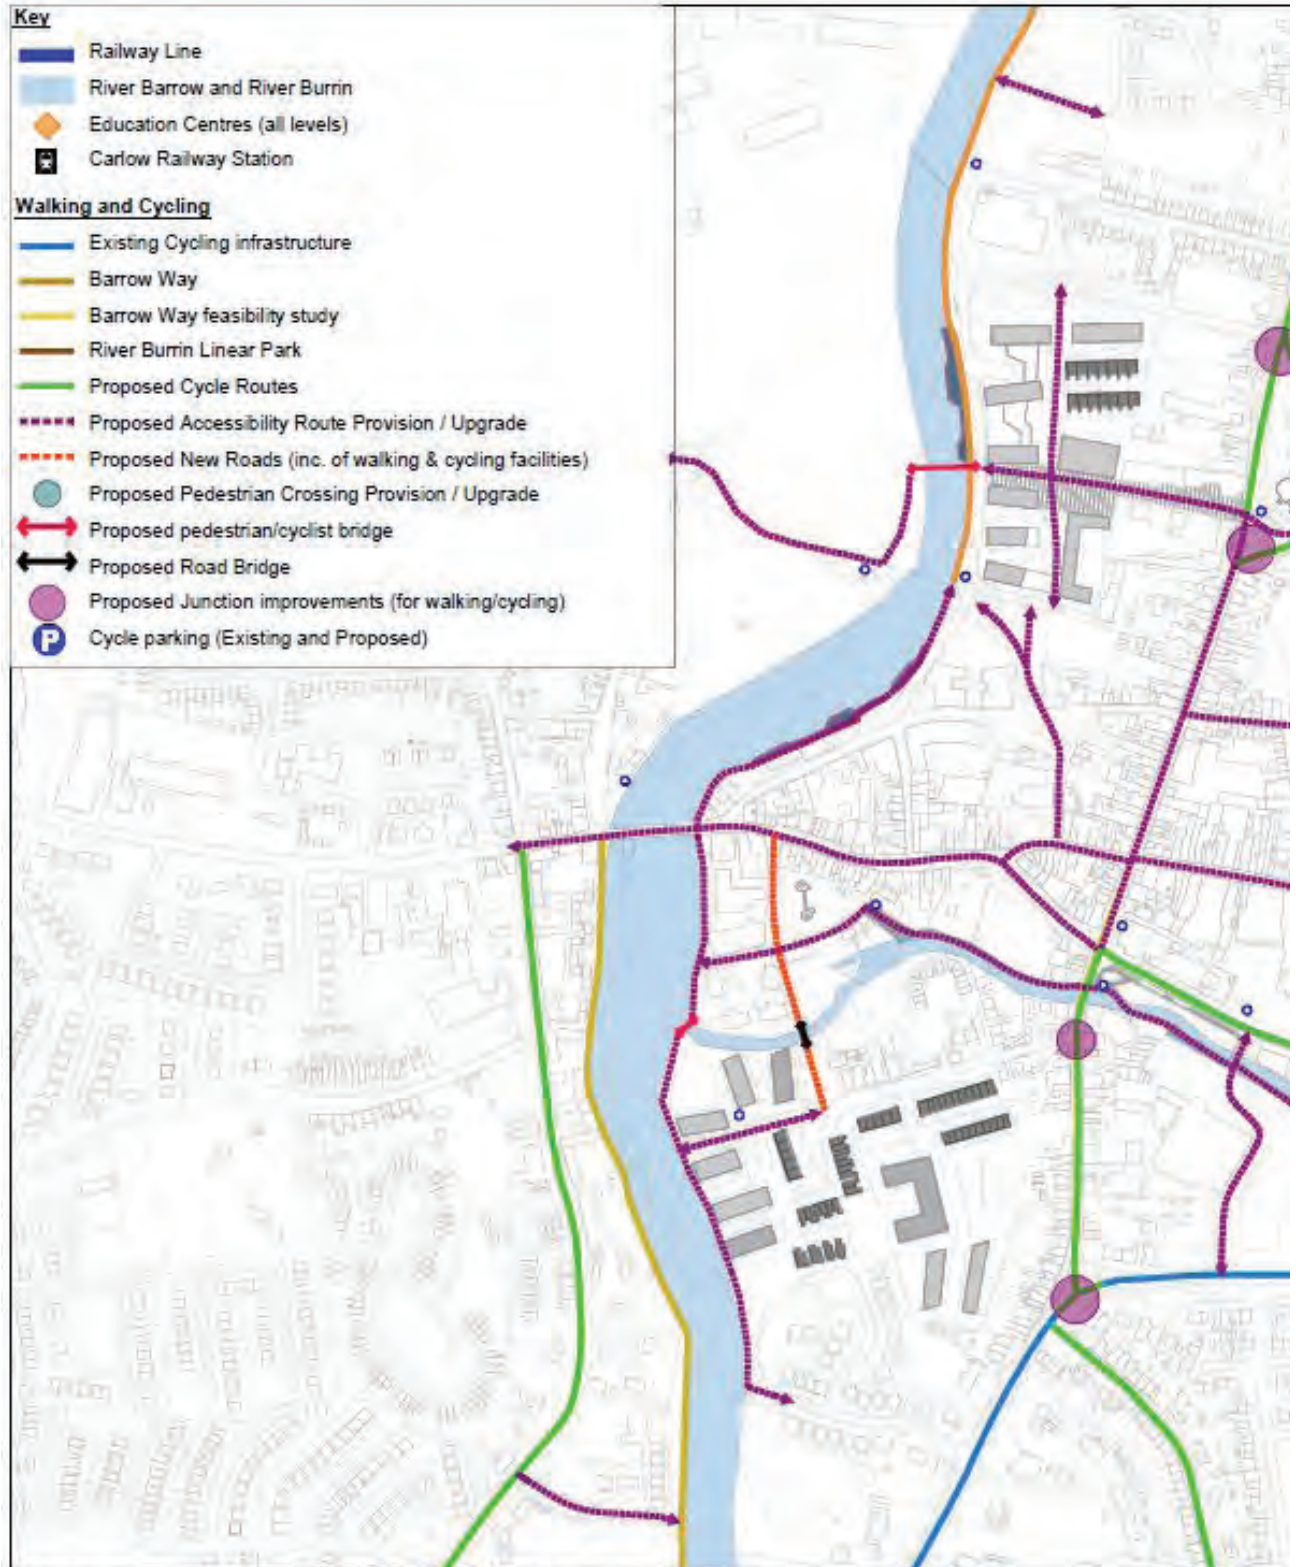 Key
Railway Line
River Barrow and River Burrin
Education Centres (all levels)
Carlow Railway Station
Walking and Cycling
Existing Cycling infrastructure
Barrow Way
Barrow Way feasibility study
River Burrin Linear Park
Proposed Cycle Routes
Proposed Accessibility Route Provision / Upgrade
Proposed New Roads (inc. of walking & cycling facilities)
Proposed Pedestrian Crossing Provision / Upgrade
Proposed pedestrian/cyclist bridge
Proposed Road Bridge
Proposed Junction improvements (for walking/cycling)
P Cycle parking (Existing and Proposed)